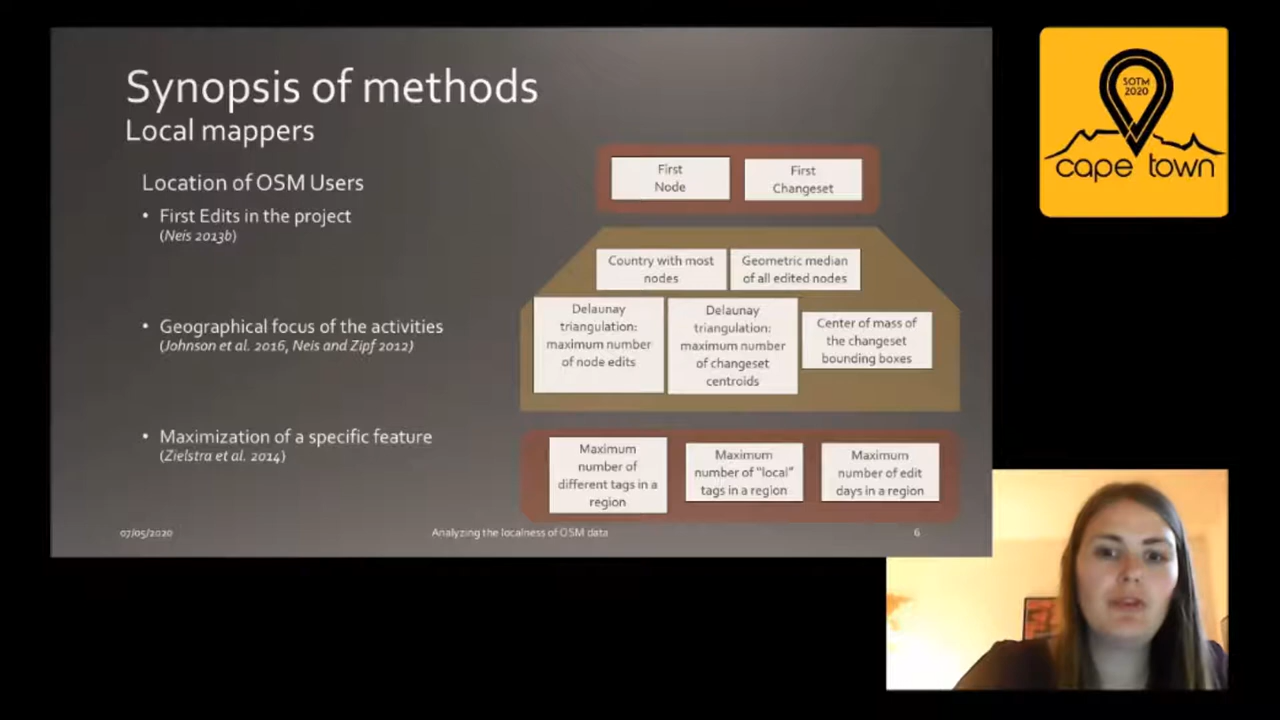 Synopsis of methods
Local mappers
Location of OSM Users
• First Edits in the project
(Neis 2013b)
• Geographical focus of the activities
(Johnson et al. 2016, Neis and Zipf 2012)
• Maximization of a specific feature
(Zielstra et al. 2014)
First
Node
First
Changeset
Country with most
nodes
Geometric median
of all edited nodes
Delaunay
triangulation:
maximum number
of node edits
Delaunay
triangulation:
maximum number
of changeset
centroids
Center of mass of
the changeset
bounding boxes
Maximum
number of
different tags in a
region
Maximum
number of "local"
tags in a region
Maximum
number of edit
days in a region
07/05/2020
Analyzing the localness of OSM data
6
SOTM
2020
cape town